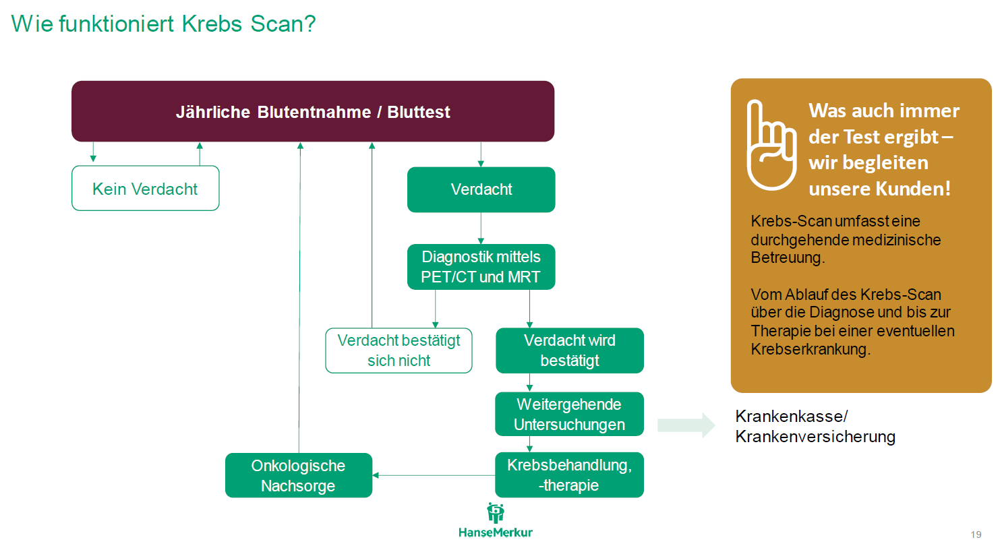 Wie funktioniert Krebs Scan?
Jährliche Blutentnahme / Bluttest
Kein Verdacht
Verdacht
Diagnostik mittels
PET/CT und MRT
Verdacht bestätigt
sich nicht
Verdacht wird
bestätigt
Weitergehende
Untersuchungen
Krebsbehandlung,
-therapie
Onkologische
Nachsorge
Was auch immer
der Test ergibt –
wir begleiten
unsere Kunden!
Krebs-Scan umfasst eine
durchgehende medizinische
Betreuung.
Vom Ablauf des Krebs-Scan
über die Diagnose und bis zur
Therapie bei einer eventuellen
Krebserkrankung.
Krankenkasse/
Krankenversicherung
HanseMerkur
19